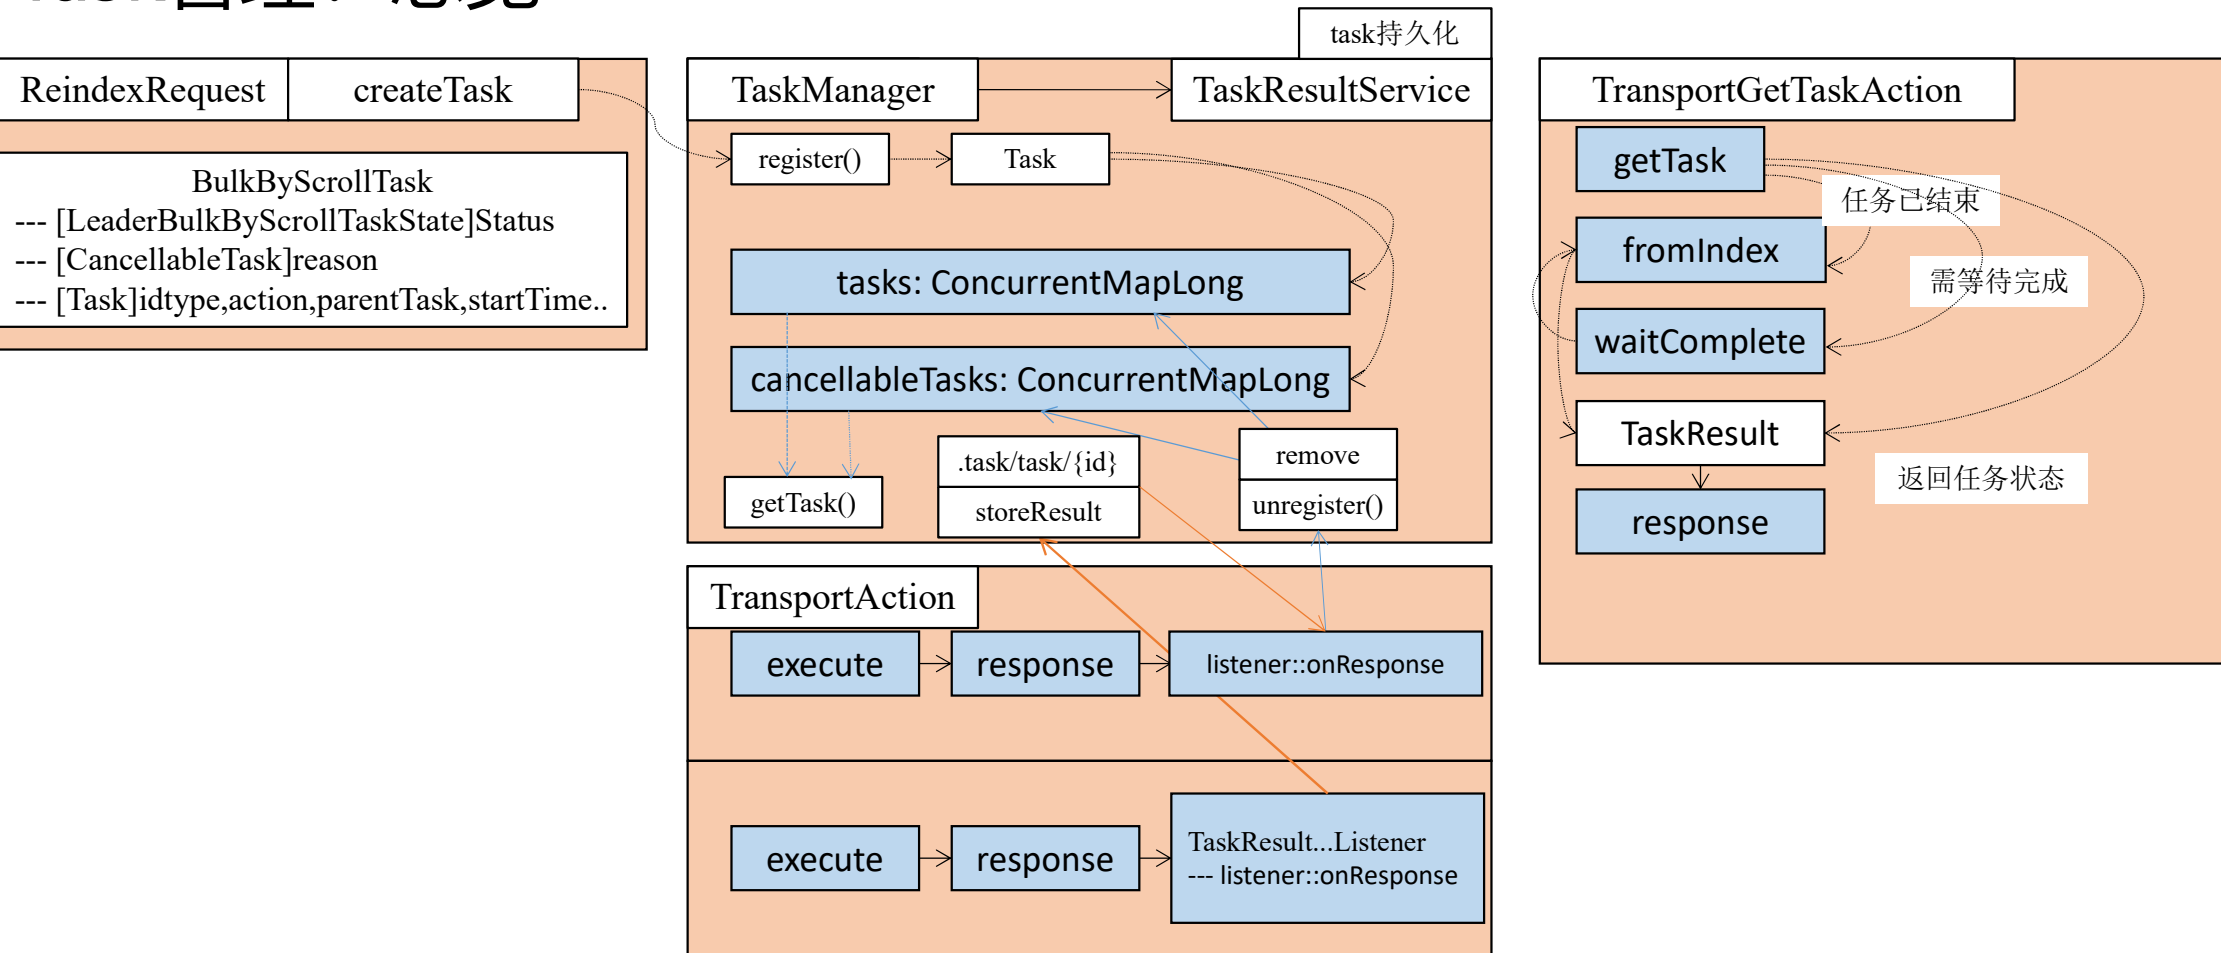 task持久化
ReindexRequest
createTask
BulkByScrollTask
--- [LeaderBulkByScrollTaskState]Status
--- [CancellableTask]reason
--- [Task]idtype,action,parentTask,startTime..
TaskManager
TaskResultService
register()
Task
tasks: ConcurrentMapLong
cancellableTasks: ConcurrentMapLong
getTask()
.task/task/{id}
storeResult
remove
unregister()
TransportAction
execute
response
listener::onResponse
execute
response
TaskResult...Listener
--- listener::onResponse
TransportGetTaskAction
getTask
任务已结束
fromIndex
需等待完成
waitComplete
TaskResult
返回任务状态
response